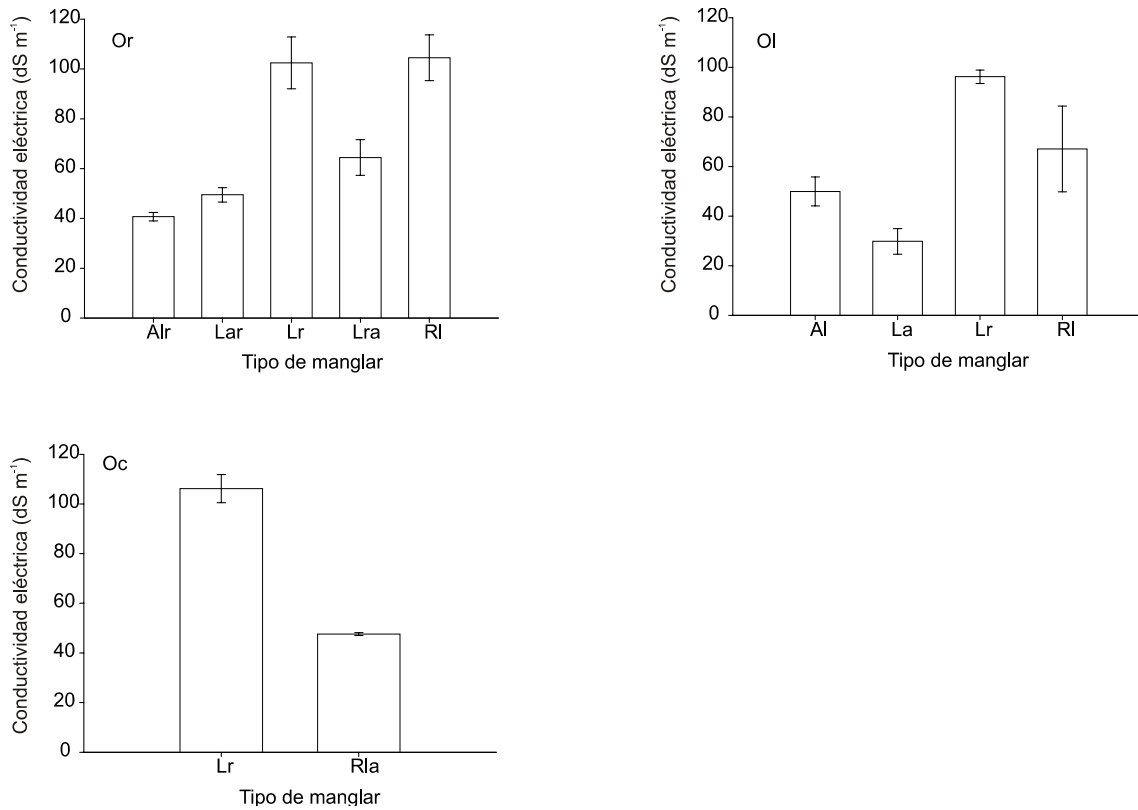 Or
Conductividad eléctrica (dS m⁻¹)
120
100
80
60
40
20
0
Alr Lar Lr Lra Rl
Tipo de manglar
Ol
Conductividad eléctrica (dS m⁻¹)
120
100
80
60
40
20
0
Al La Lr Rl
Tipo de manglar
Oc
Conductividad eléctrica (dS m⁻¹)
120
100
80
60
40
20
0
Lr Rla
Tipo de manglar